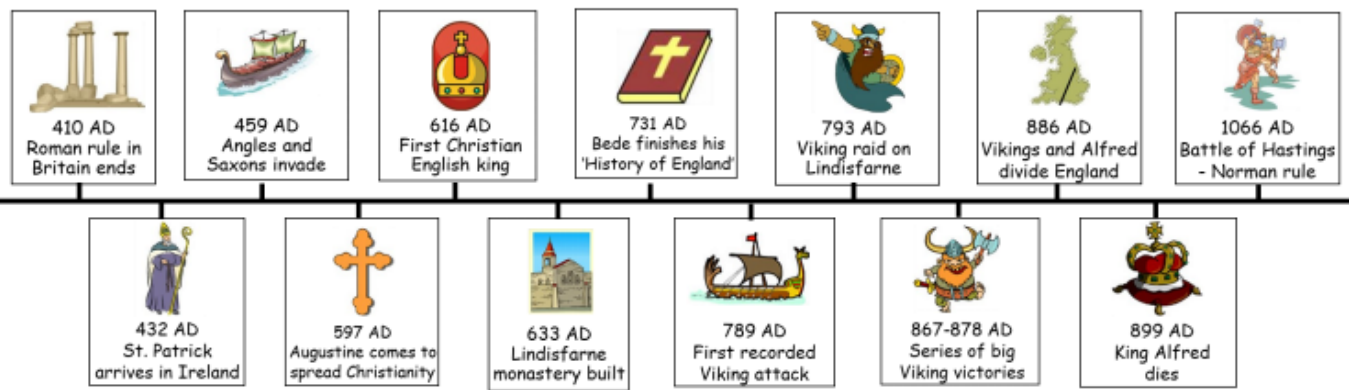 410 AD
Roman rule in
Britain ends
459 AD
Angles and
Saxons invade
616 AD
First Christian
English king
731 AD
Bede finishes his
‘History of England’
793 AD
Viking raid on
Lindisfarne
886 AD
Vikings and Alfred
divide England
1066 AD
Battle of Hastings
- Norman rule
432 AD
St. Patrick
arrives in Ireland
597 AD
Augustine comes to
spread Christianity
633 AD
Lindisfarne
monastery built
789 AD
First recorded
Viking attack
867-878 AD
Series of big
Viking victories
899 AD
King Alfred
dies